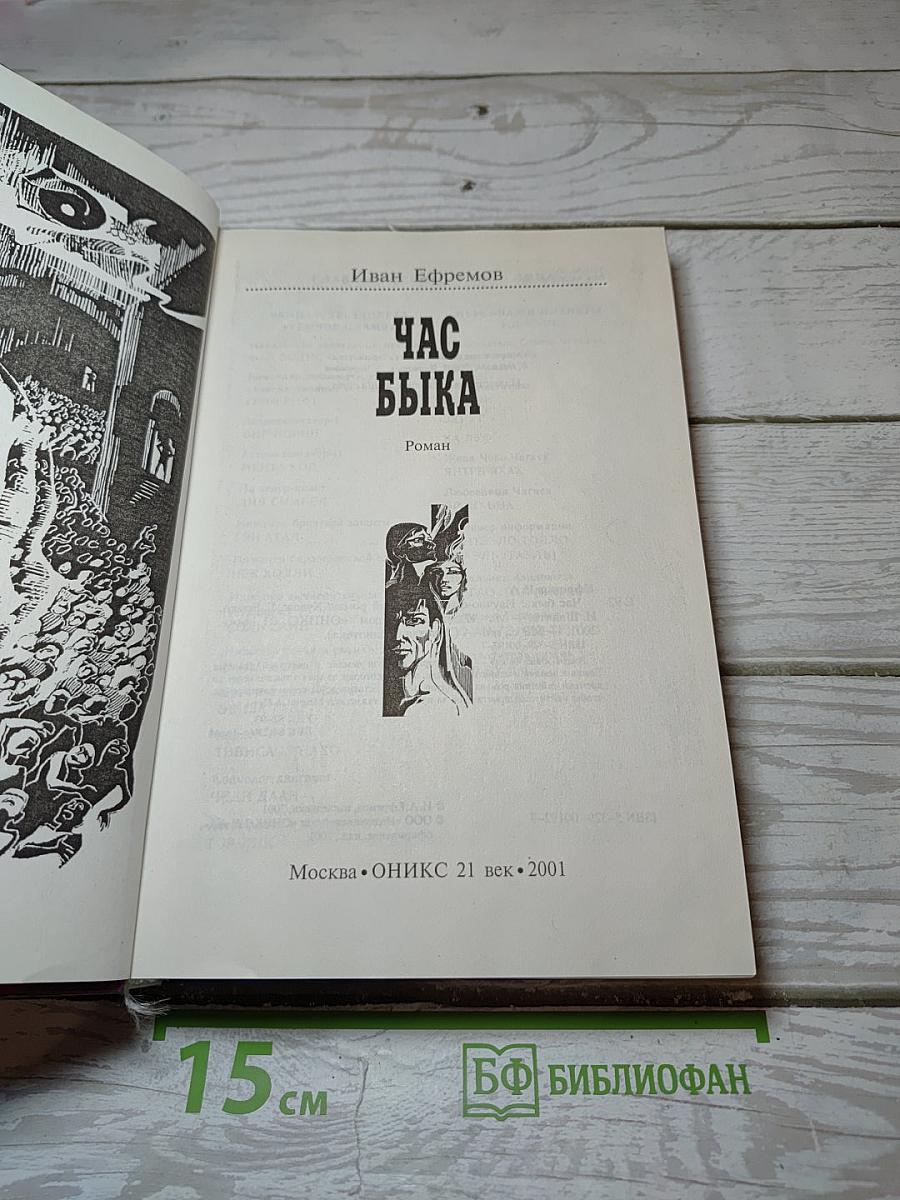 Иван Ефремов
ЧАС
БЫКА
Роман
Москва • ОНИКС 21 век • 2001
15 см
БФ БИБЛИОФАН